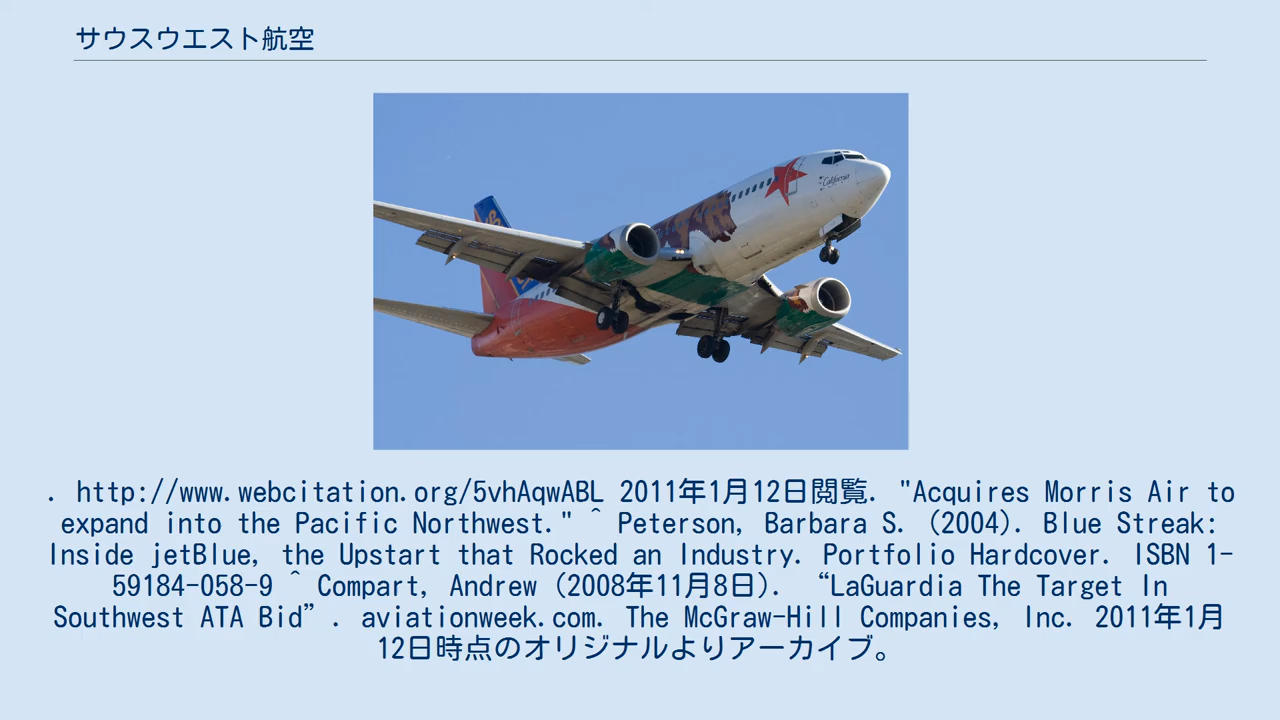 サウスウエスト航空
California
. http://www.webcitation.org/5vhAqwABL 2011年1月12日閲覧. "Acquires Morris Air to
expand into the Pacific Northwest." ^ Peterson, Barbara S. (2004). Blue Streak:
Inside jetBlue, the Upstart that Rocked an Industry. Portfolio Hardcover. ISBN 1-
59184-058-9 ^ Compart, Andrew (2008年11月8日). “LaGuardia The Target In
Southwest ATA Bid”. aviationweek.com. The McGraw-Hill Companies, Inc. 2011年1月
12日時点のオリジナルよりアーカイブ。